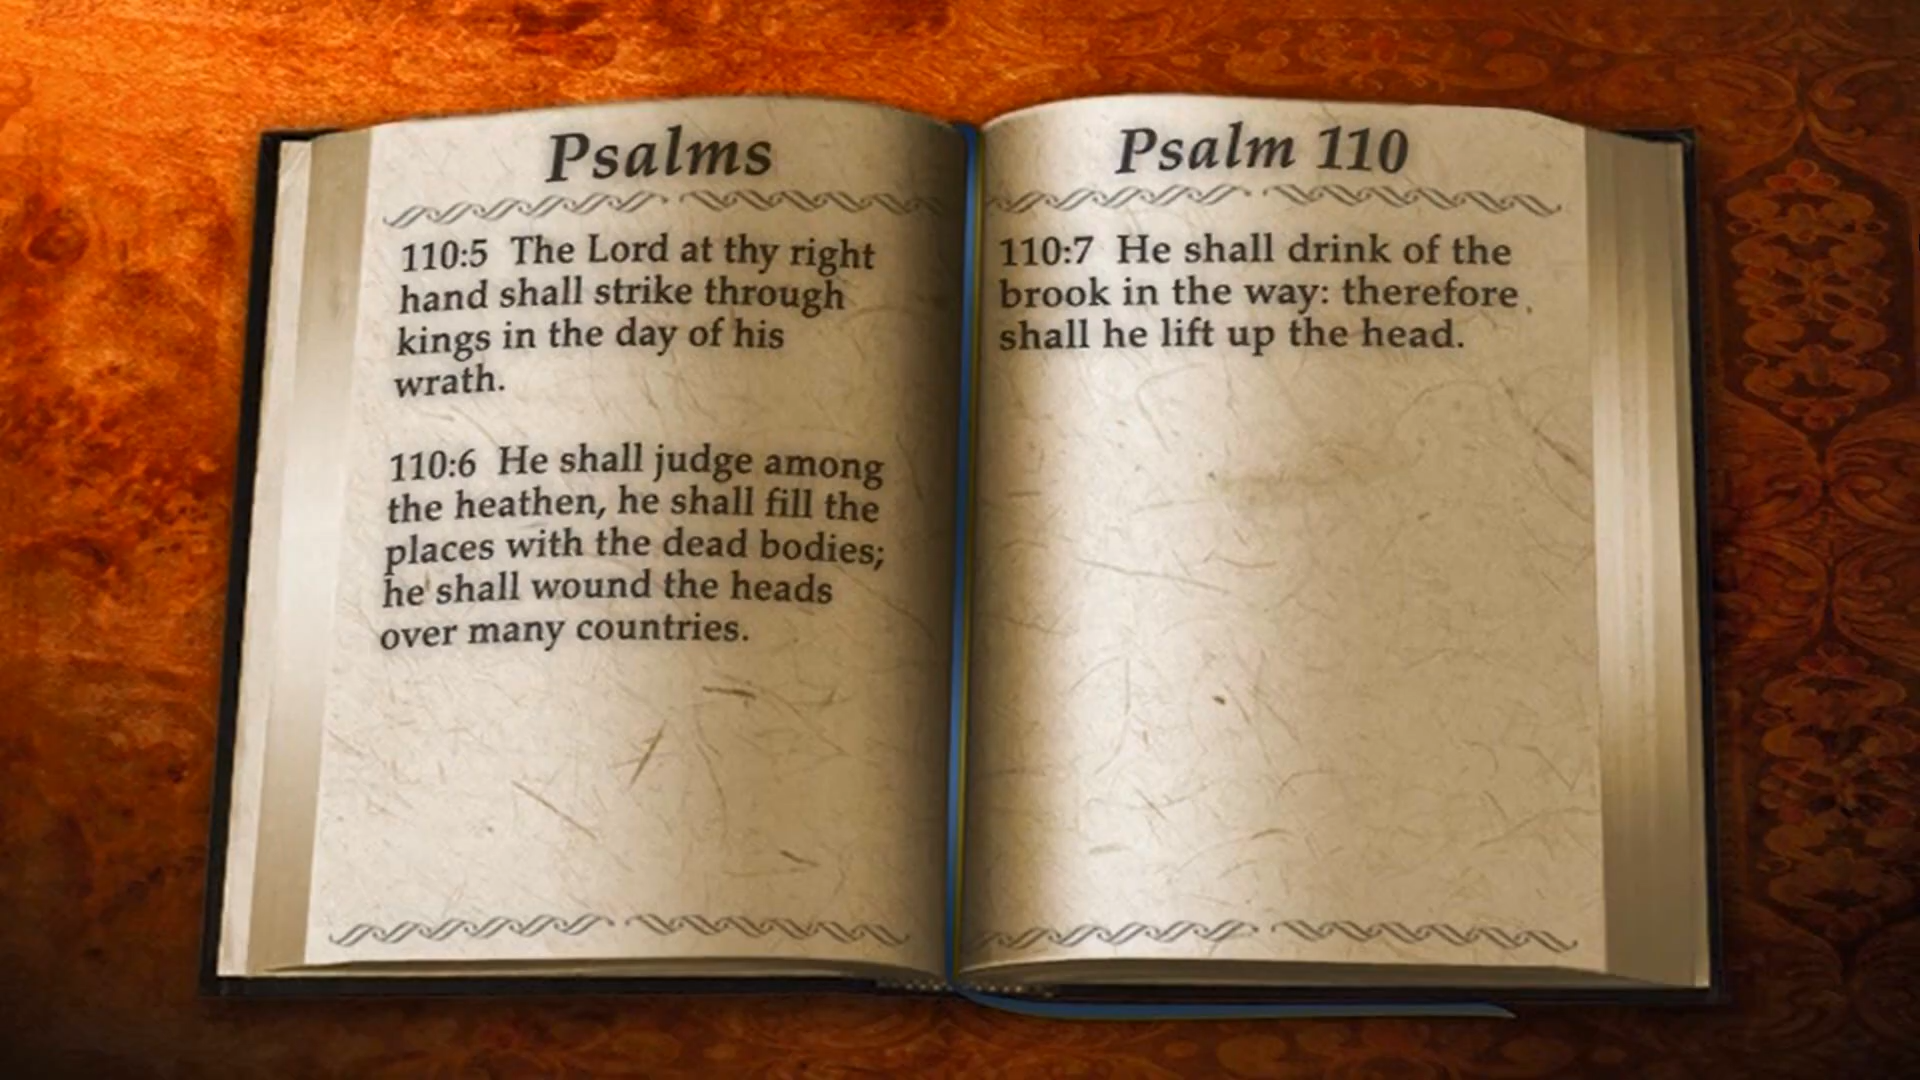 Psalms
110:5 The Lord at thy right
hand shall strike through
kings in the day of his
wrath.
110:6 He shall judge among
the heathen, he shall fill the
places with the dead bodies;
he shall wound the heads
over many countries.
Psalm 110
110:7 He shall drink of the
brook in the way: therefore
shall he lift up the head.